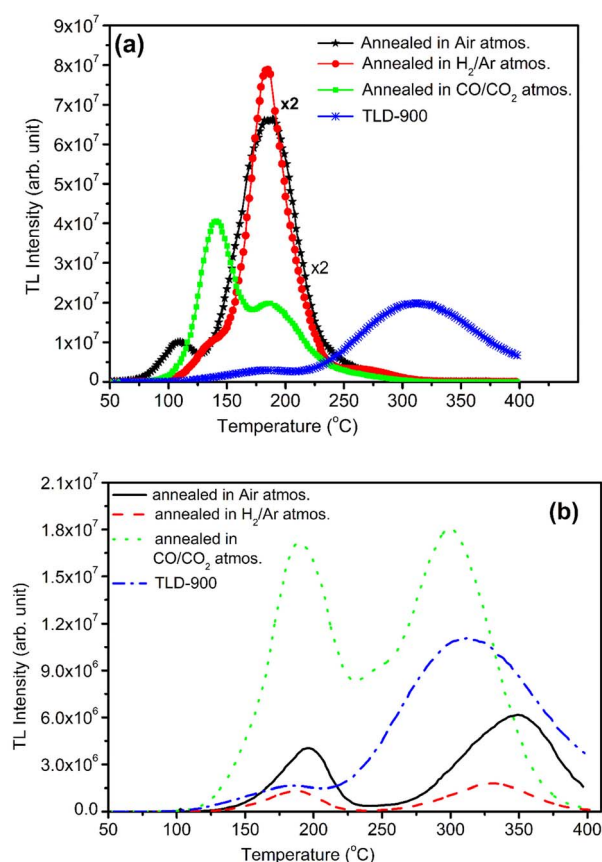 (a)
Annealed in Air atmos.
Annealed in H₂/Ar atmos.
Annealed in CO/CO₂ atmos.
TLD-900
x2
x2
TL Intensity (arb. unit)
9x10⁷
8x10⁷
7x10⁷
6x10⁷
5x10⁷
4x10⁷
3x10⁷
2x10⁷
1x10⁷
0
50 100 150 200 250 300 350 400
Temperature (°C)
(b)
annealed in Air atmos.
annealed in H₂/Ar atmos.
annealed in
CO/CO₂ atmos.
TLD-900
TL Intensity (arb. unit)
2.1x10⁷
1.8x10⁷
1.5x10⁷
1.2x10⁷
9.0x10⁶
6.0x10⁶
3.0x10⁶
0.0
50 100 150 200 250 300 350 400
Temperature (°C)